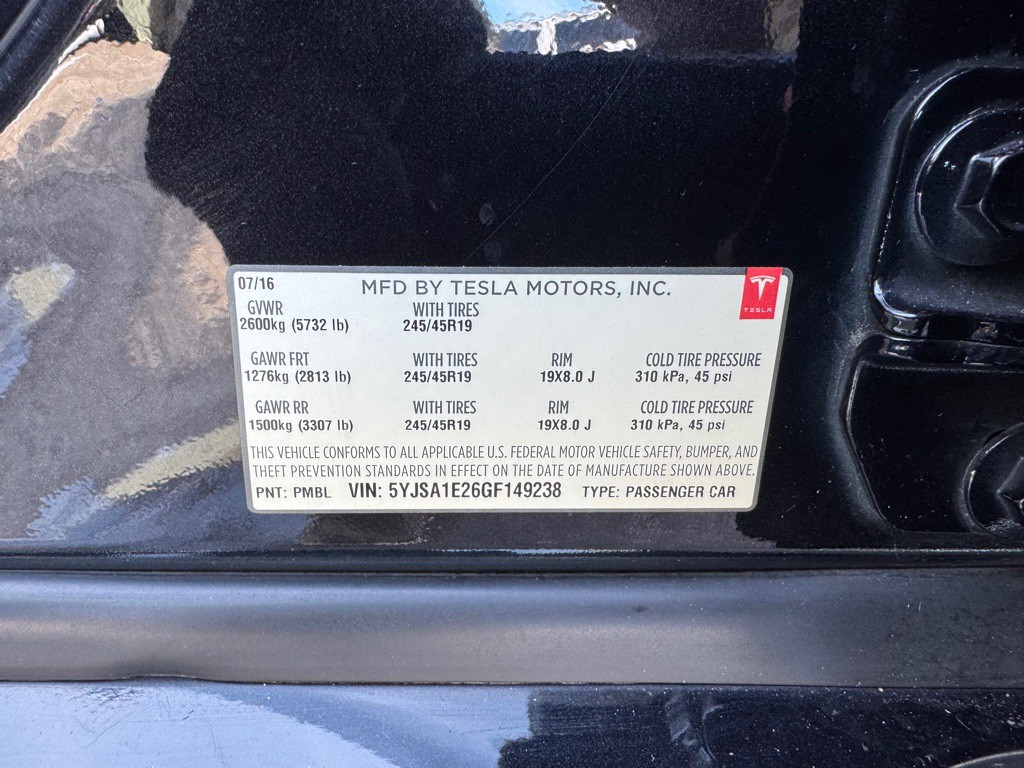 07/16 MFD BY TESLA MOTORS, INC.
TESLA
GVWR WITH TIRES
2600kg (5732 lb) 245/45R19
GAWR FRT WITH TIRES RIM COLD TIRE PRESSURE
1276kg (2813 lb) 245/45R19 19X8.0 J 310 kPa, 45 psi
GAWR RR WITH TIRES RIM COLD TIRE PRESSURE
1500kg (3307 lb) 245/45R19 19X8.0 J 310 kPa, 45 psi
THIS VEHICLE CONFORMS TO ALL APPLICABLE U.S. FEDERAL MOTOR VEHICLE SAFETY, BUMPER, AND
THEFT PREVENTION STANDARDS IN EFFECT ON THE DATE OF MANUFACTURE SHOWN ABOVE.
PNT: PMBL VIN: 5YJSA1E26GF149238 TYPE: PASSENGER CAR